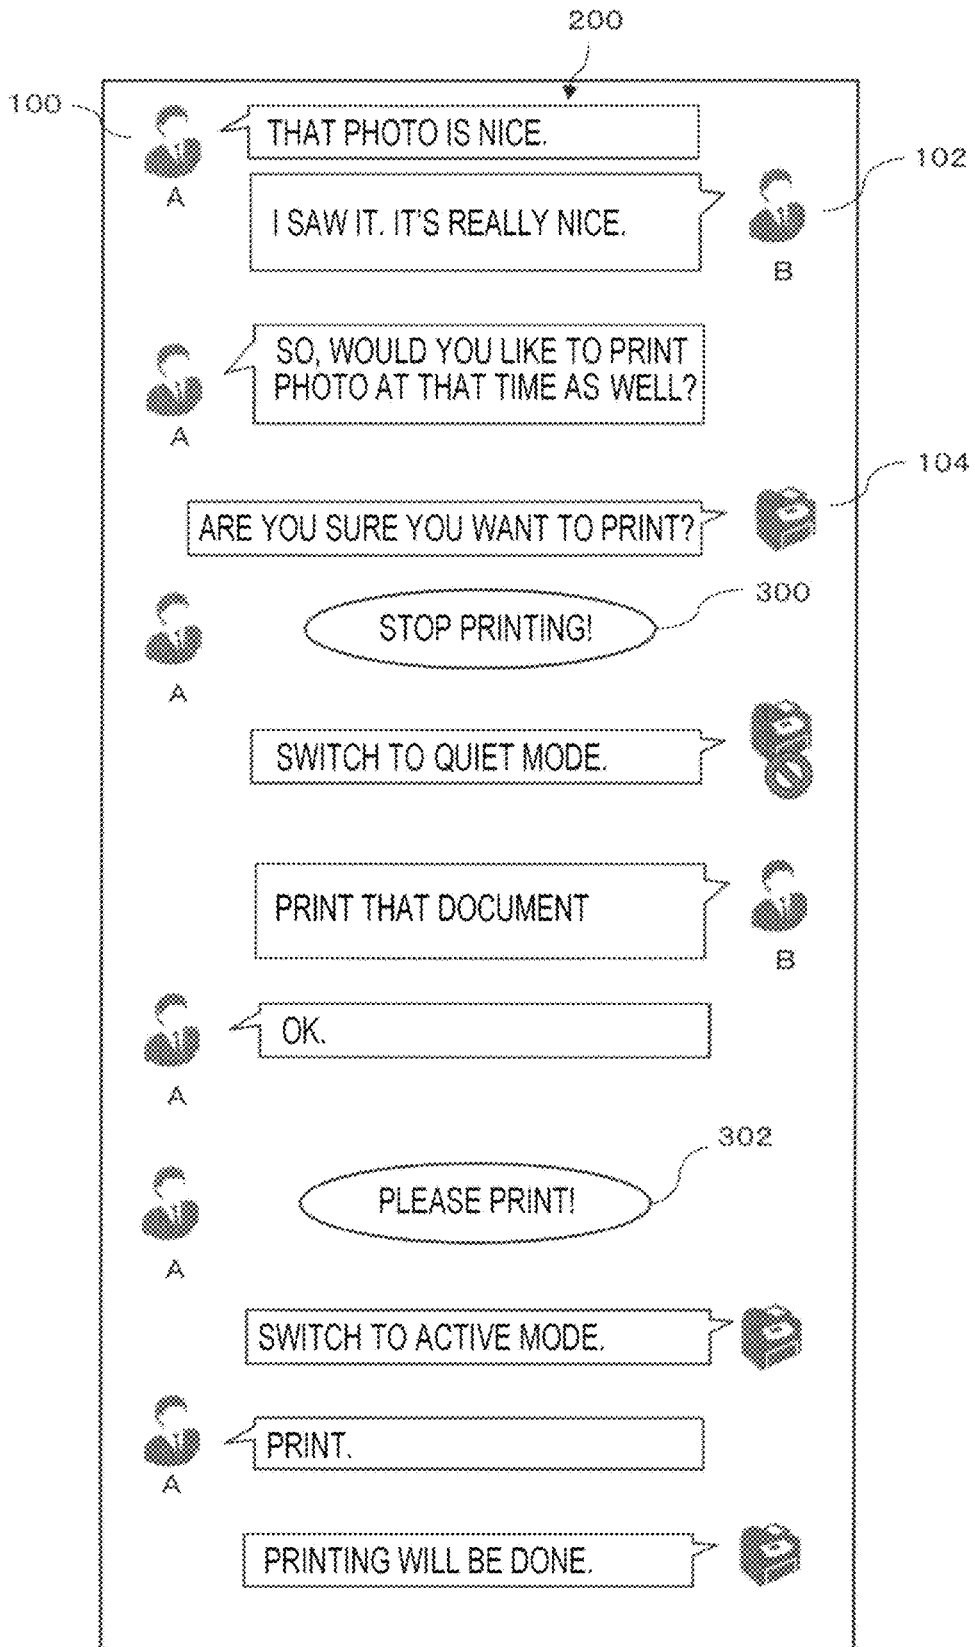 200
100
THAT PHOTO IS NICE.
A
102
I SAW IT. IT'S REALLY NICE.
B
SO, WOULD YOU LIKE TO PRINT
PHOTO AT THAT TIME AS WELL?
A
104
ARE YOU SURE YOU WANT TO PRINT?
300
STOP PRINTING!
A
SWITCH TO QUIET MODE.
PRINT THAT DOCUMENT
B
OK.
A
302
PLEASE PRINT!
A
SWITCH TO ACTIVE MODE.
PRINT.
A
PRINTING WILL BE DONE.